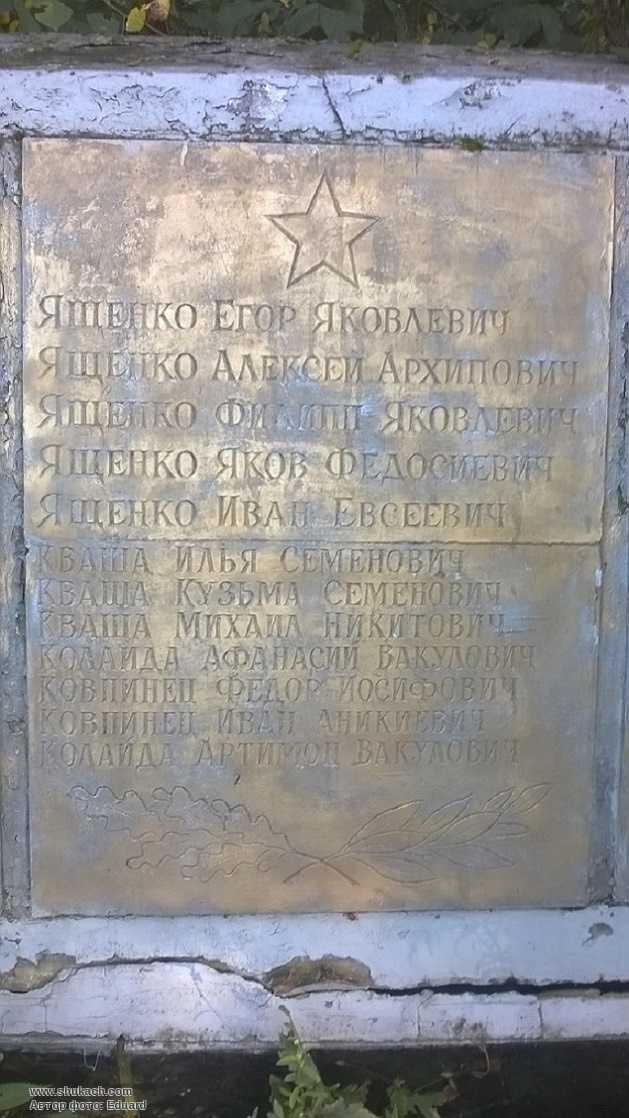 Ященко Егор Яковлевич
Ященко Алексей Архипович
Ященко Филипп Яковлевич
Ященко Яков Федосиевич
Ященко Иван Евсеевич
Кваша Илья Семенович
Кваша Кузьма Семенович
Кваша Михаил Никитович
Колайда Афанасий Вакулович
Ковпинец Федор Иосифович
Ковпинец Иван Аникиевич
Колайда Артимон Вакулович
www.shukach.com
Автор фото: Eduard